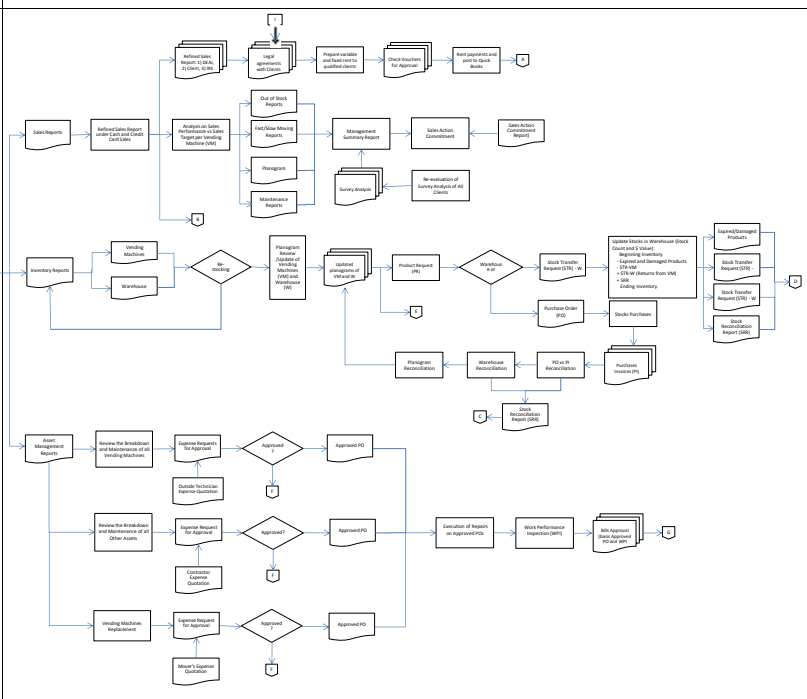 I
Refined Sales
Report: 1) DEAJ,
2) Client, 3) IRS
Legal
agreements
with Clients
Prepare-variable
and fixed rent to
qualified clients
Check Vouchers
for Approval
Rent payments and
post to Quick
Books
A
Sales Reports
Refined Sales Report
under Cash and Credit
Card Sales
Analysis on Sales
Performance vs Sales
Target per Vending
Machine (VM)
Out of Stock
Reports
Fast/Slow Moving
Reports
Planogram
Maintenance
Reports
Management
Summary Report
Sales Action
Commitment
Sales Action
Commitment Report)
Survey Analysis
Re-evaluation of
Survey Analysis of All
Clients
B
Inventory Reports
Vending
Machines
Warehouse
Re-
stocking
Planogram
Review
/Update of
Vending
Machines
(VM) and
Warehouse
(W)
Updated
planograms of
VM and W
Product Request
(PR)
Warehous
e or
Stock Transfer
Request (STR) - W
Update Stocks in Warehouse (Stock
Count and $ Value):
Beginning Inventory
- Expired and Damaged Products
- STR-VM
+ STR-W (Returns from VM)
+ SRR
Ending Inventory.
Expired/Damaged
Products
Stock Transfer
Request (STR) -
Stock Transfer
Request (STR) - W
Stock
Reconciliation
Report (SRR)
D
E
Purchase Order
(PO)
Stocks Purchases
Planogram
Reconciliation
Warehouse
Reconciliation
PO vs PI
Reconciliation
Purchases
Invoices (PI)
C
Stock
Reconciliation
Report (SRR)
Asset
Management
Reports
Review the Breakdown
and Maintenance of all
Vending Machines
Expense Requests
for Approval
Approved
?
Approved PO
Outside Technician
Expense Quotation
F
Review the Breakdown
and Maintenance of all
Other Assets
Expense Request
for Approval
Approved?
Approved PO
Execution of Repairs
on Approved POs
Work Performance
Inspection (WPI)
Bills Approval
(basis Approved
PO and WPI
G
Contractor
Expense
Quotation
F
Vending Machines
Replacement
Expense Request
for Approval
Approved
?
Approved PO
Mover's Expense
Quotation
F